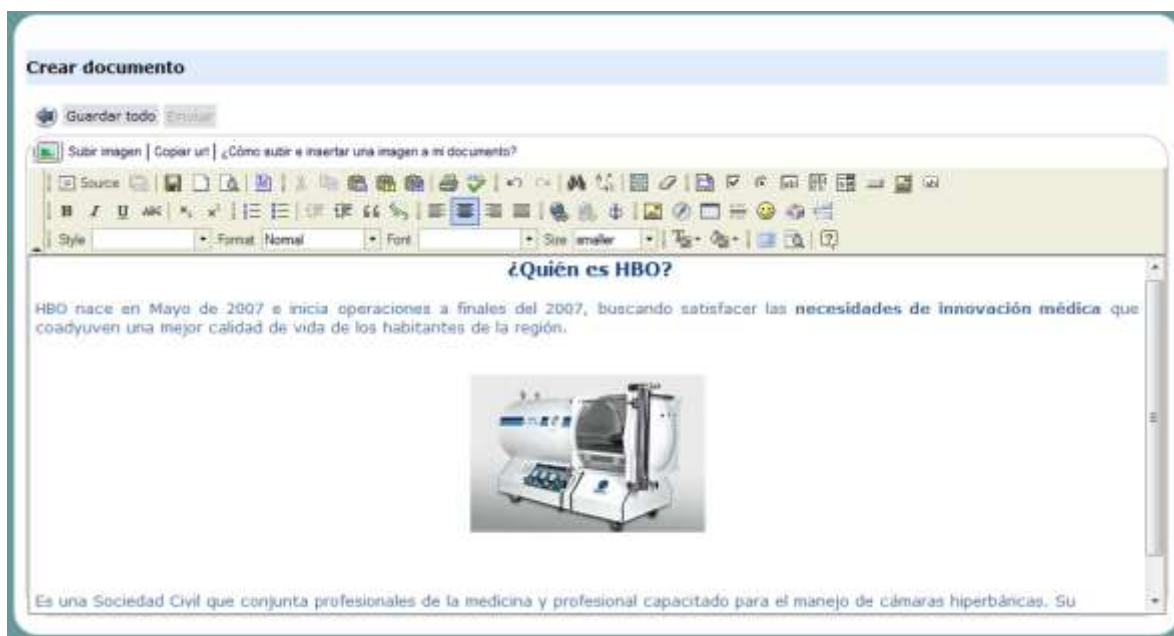 Crear documento
Guardar todo Enviar
Subir imagen | Copiar url | ¿Cómo subir e insertar una imagen a mi documento?
Source
B I U ABC
Style Format Normal Font Size smaller
¿Quién es HBO?
HBO nace en Mayo de 2007 e inicia operaciones a finales del 2007, buscando satisfacer las necesidades de innovación médica que
coadyuven una mejor calidad de vida de los habitantes de la región.
Es una Sociedad Civil que conjunta profesionales de la medicina y profesional capacitado para el manejo de cámaras hiperbáricas. Su